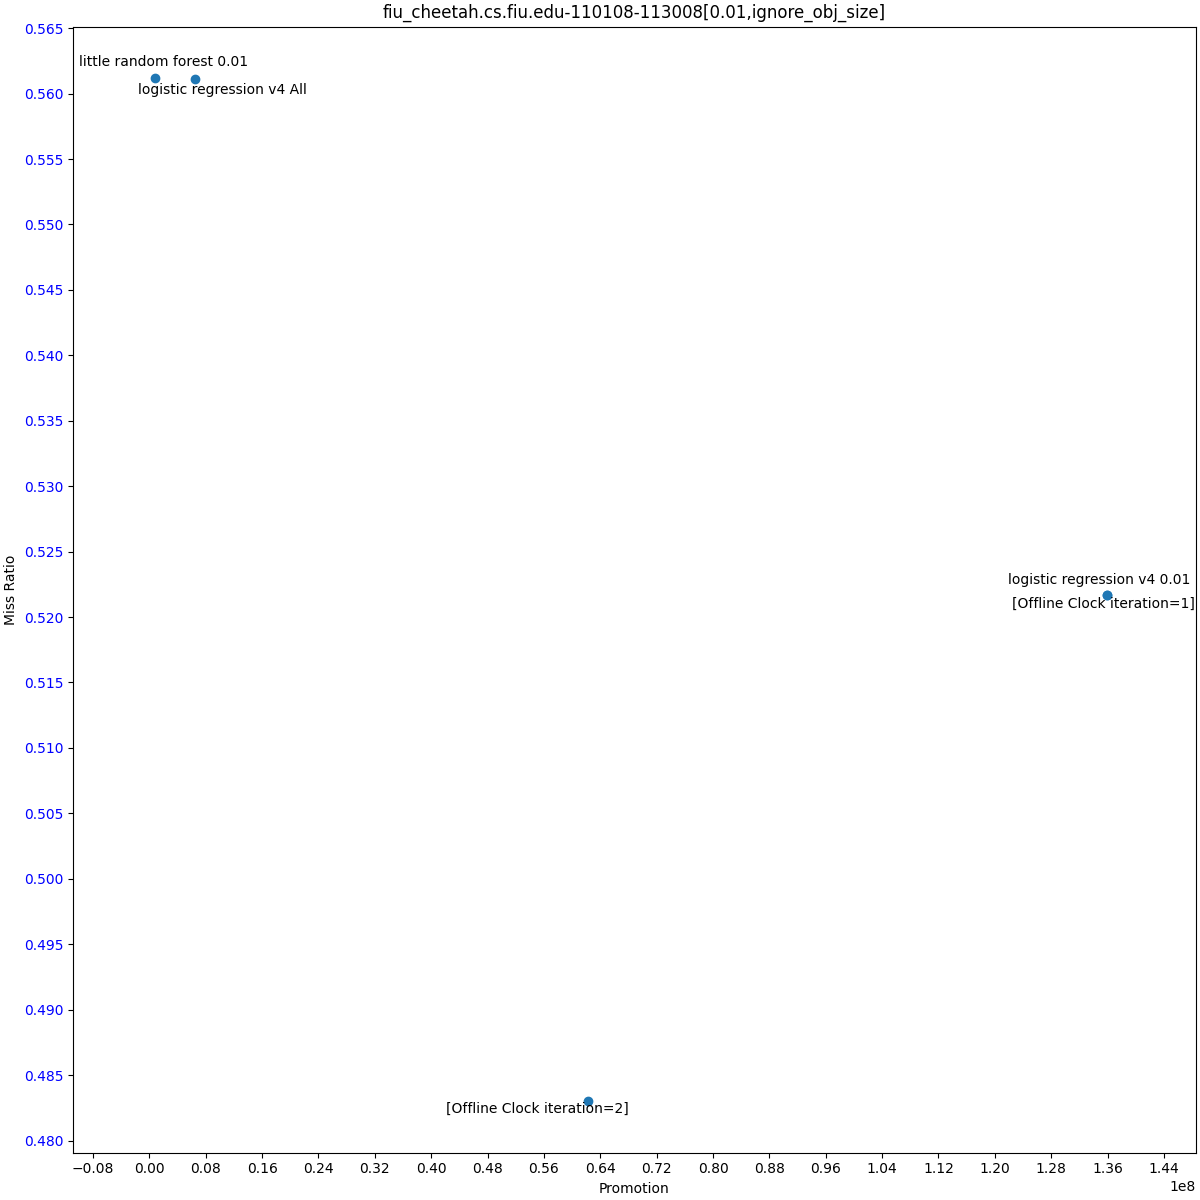 fiu_cheetah.cs.fiu.edu-110108-113008[0.01,ignore_obj_size]
0.565
little random forest 0.01
logistic regression v4 All
0.560
0.555
0.550
0.545
0.540
0.535
0.530
0.525
logistic regression v4 0.01
[Offline Clock iteration=1]
Miss Ratio
0.520
0.515
0.510
0.505
0.500
0.495
0.490
0.485
[Offline Clock iteration=2]
0.480
−0.08 0.00 0.08 0.16 0.24 0.32 0.40 0.48 0.56 0.64 0.72 0.80 0.88 0.96 1.04 1.12 1.20 1.28 1.36 1.44
Promotion
1e8